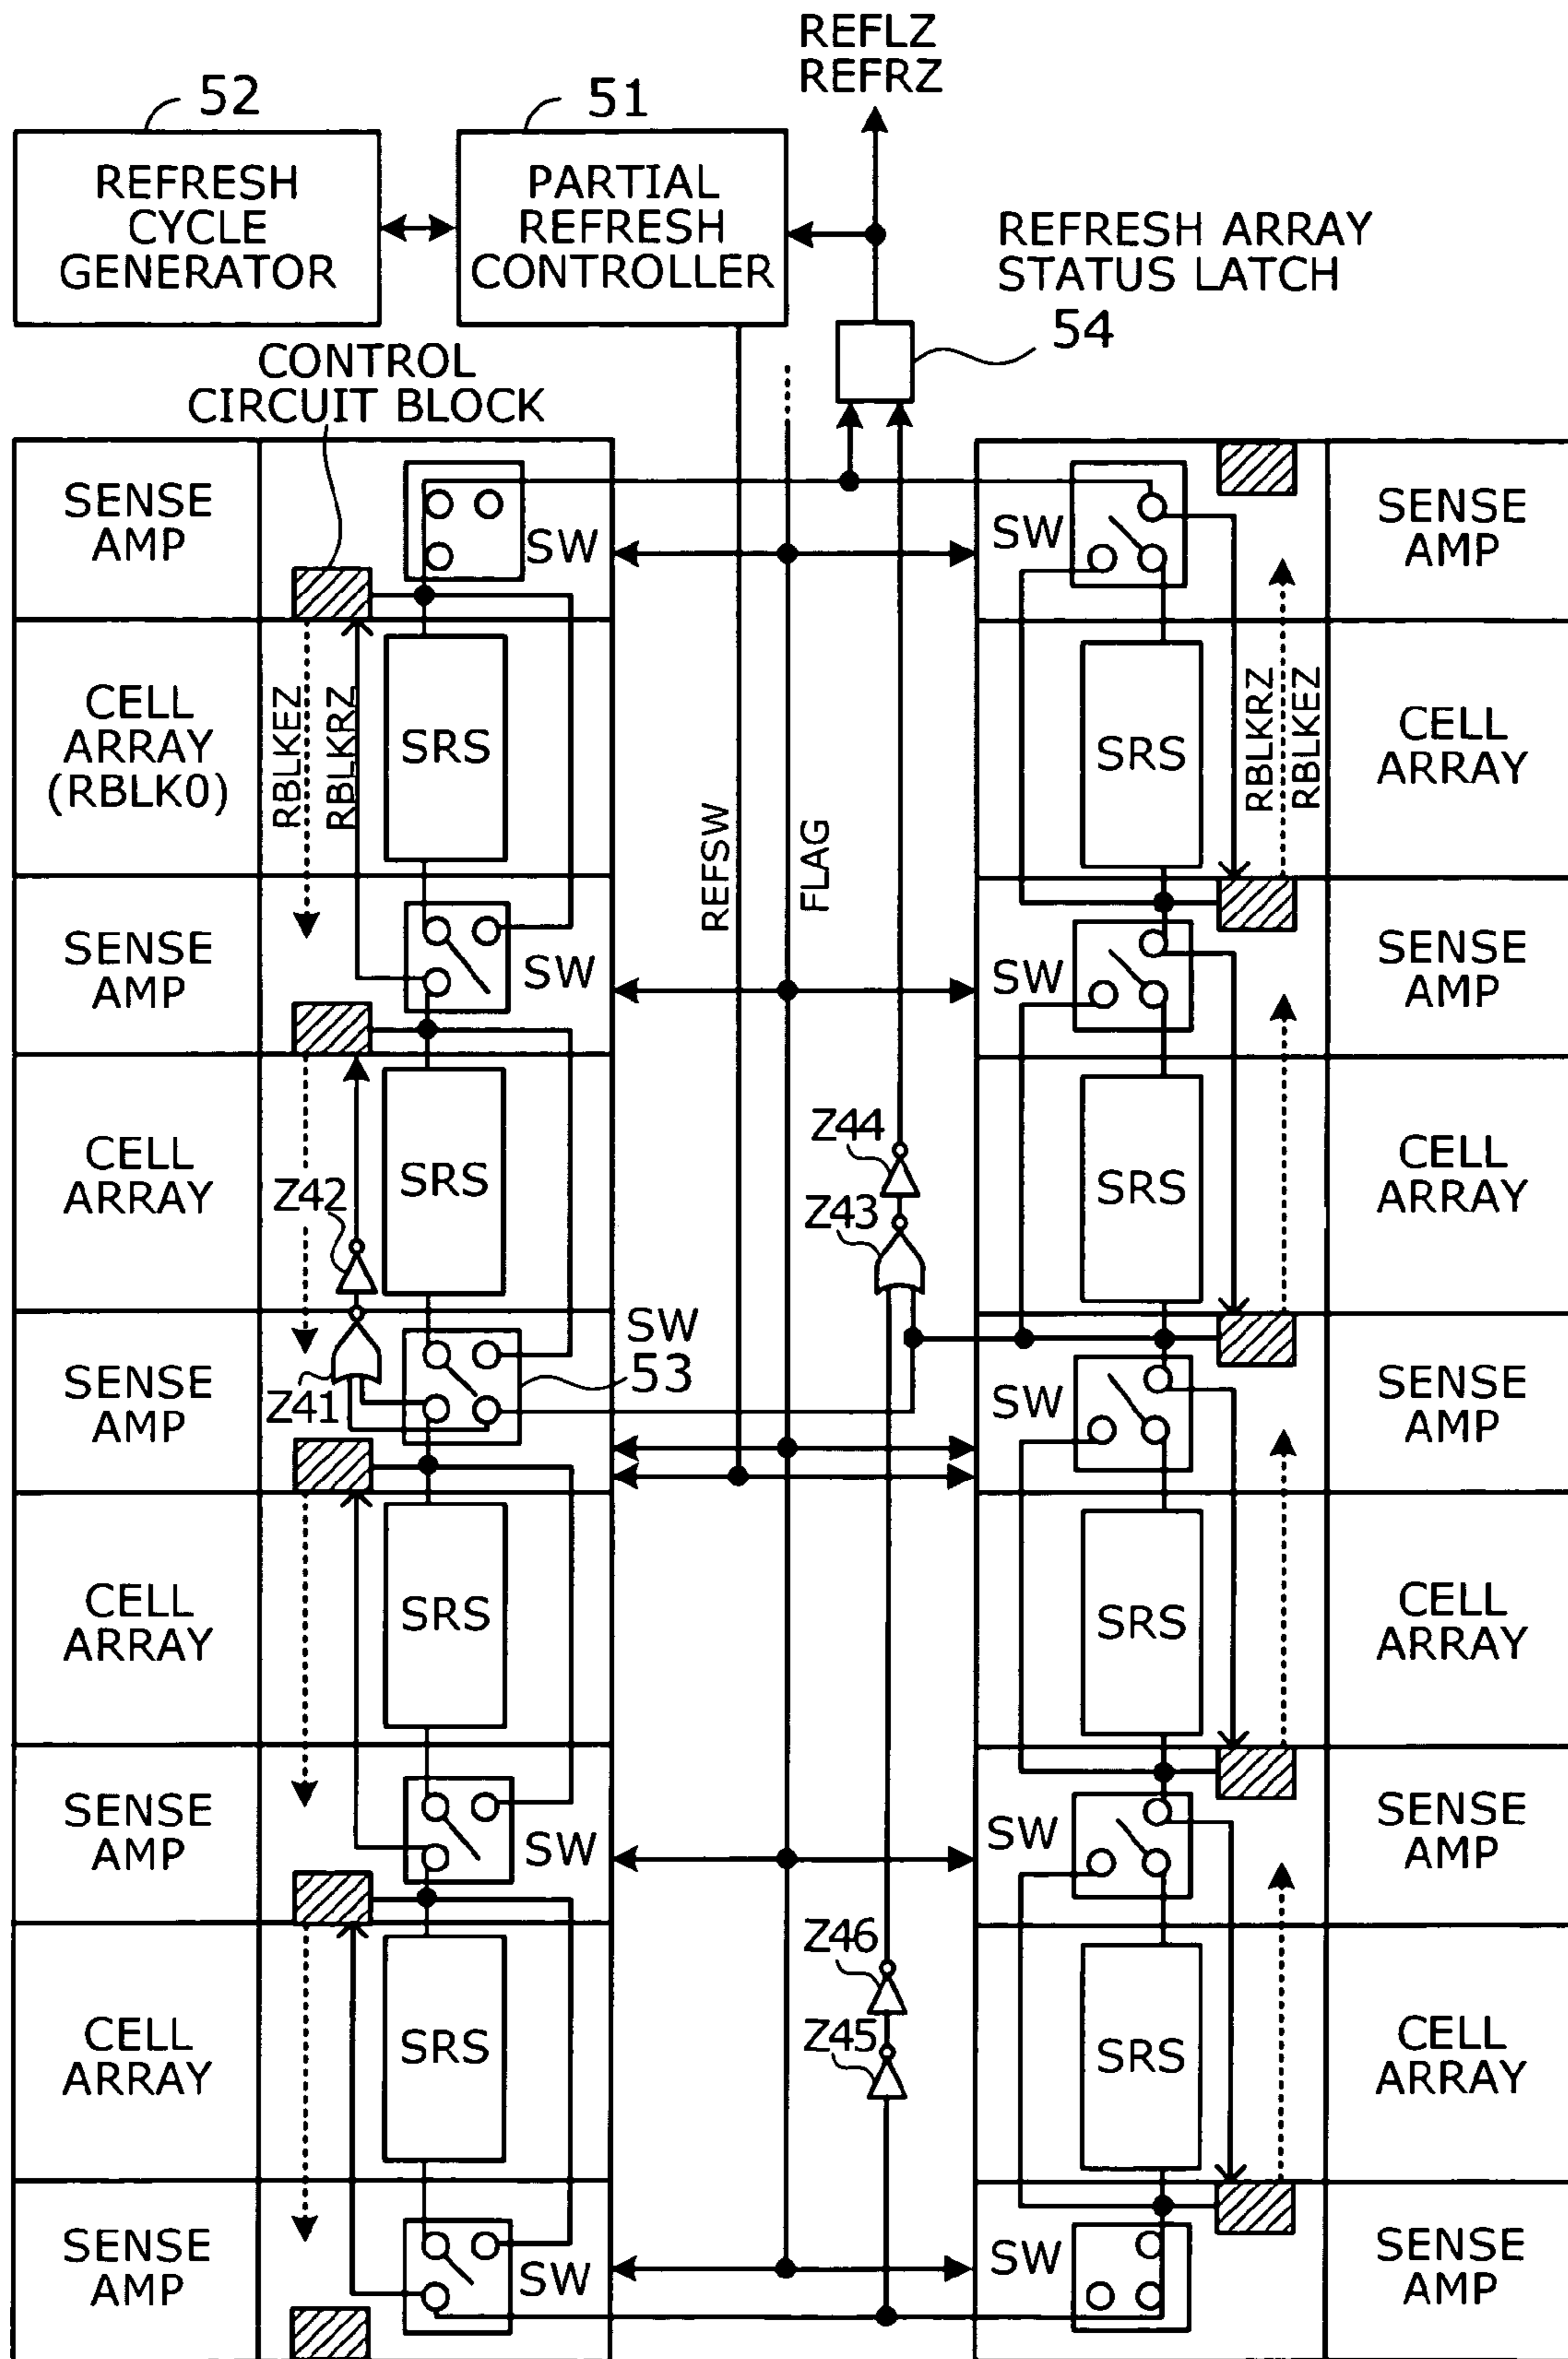 REFLZ
REFRZ
52
51
REFRESH
CYCLE
GENERATOR
PARTIAL
REFRESH
CONTROLLER
REFRESH ARRAY
STATUS LATCH
54
CONTROL
CIRCUIT BLOCK
SENSE
AMP
SW
SW
SENSE
AMP
CELL
ARRAY
(RBLK0)
RBLKEZ
RBLKRZ
SRS
REFSW
FLAG
SRS
RBLKRZ
RBLKEZ
CELL
ARRAY
SENSE
AMP
SW
SW
SENSE
AMP
CELL
ARRAY
Z42
SRS
Z44
Z43
SRS
CELL
ARRAY
SENSE
AMP
Z41
SW
53
SW
SENSE
AMP
CELL
ARRAY
SRS
SRS
CELL
ARRAY
SENSE
AMP
SW
SW
SENSE
AMP
CELL
ARRAY
SRS
Z46
Z45
SRS
CELL
ARRAY
SENSE
AMP
SW
SW
SENSE
AMP